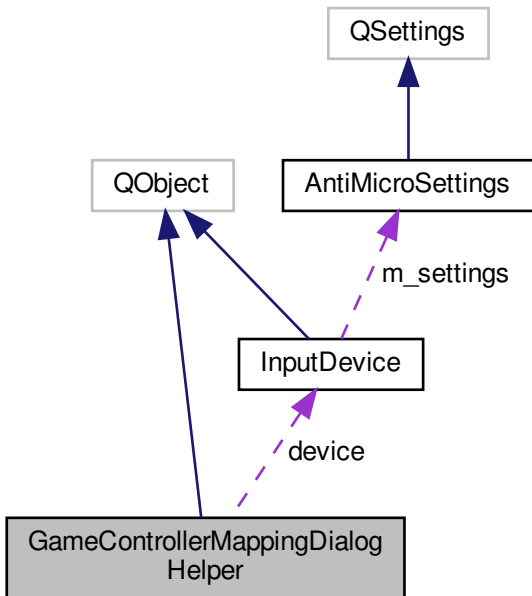 QSettings
QObject
AntiMicroSettings
m_settings
InputDevice
device
GameControllerMappingDialog
Helper